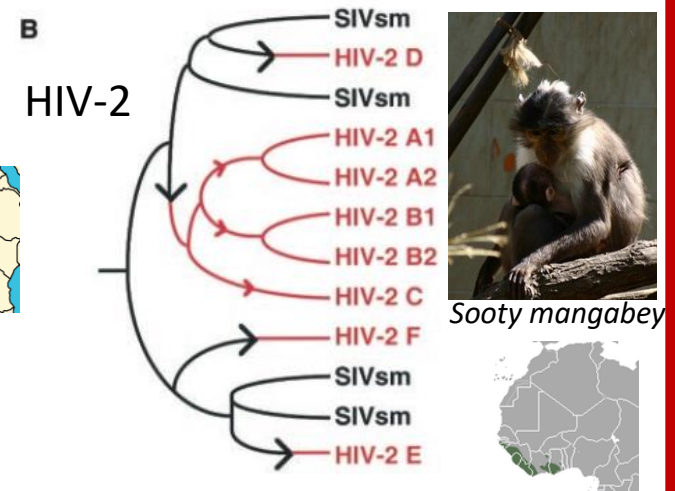 B
HIV-2
SIVsm
HIV-2 D
SIVsm
HIV-2 A1
HIV-2 A2
HIV-2 B1
HIV-2 B2
HIV-2 C
HIV-2 F
SIVsm
SIVsm
HIV-2 E
Sooty mangabey